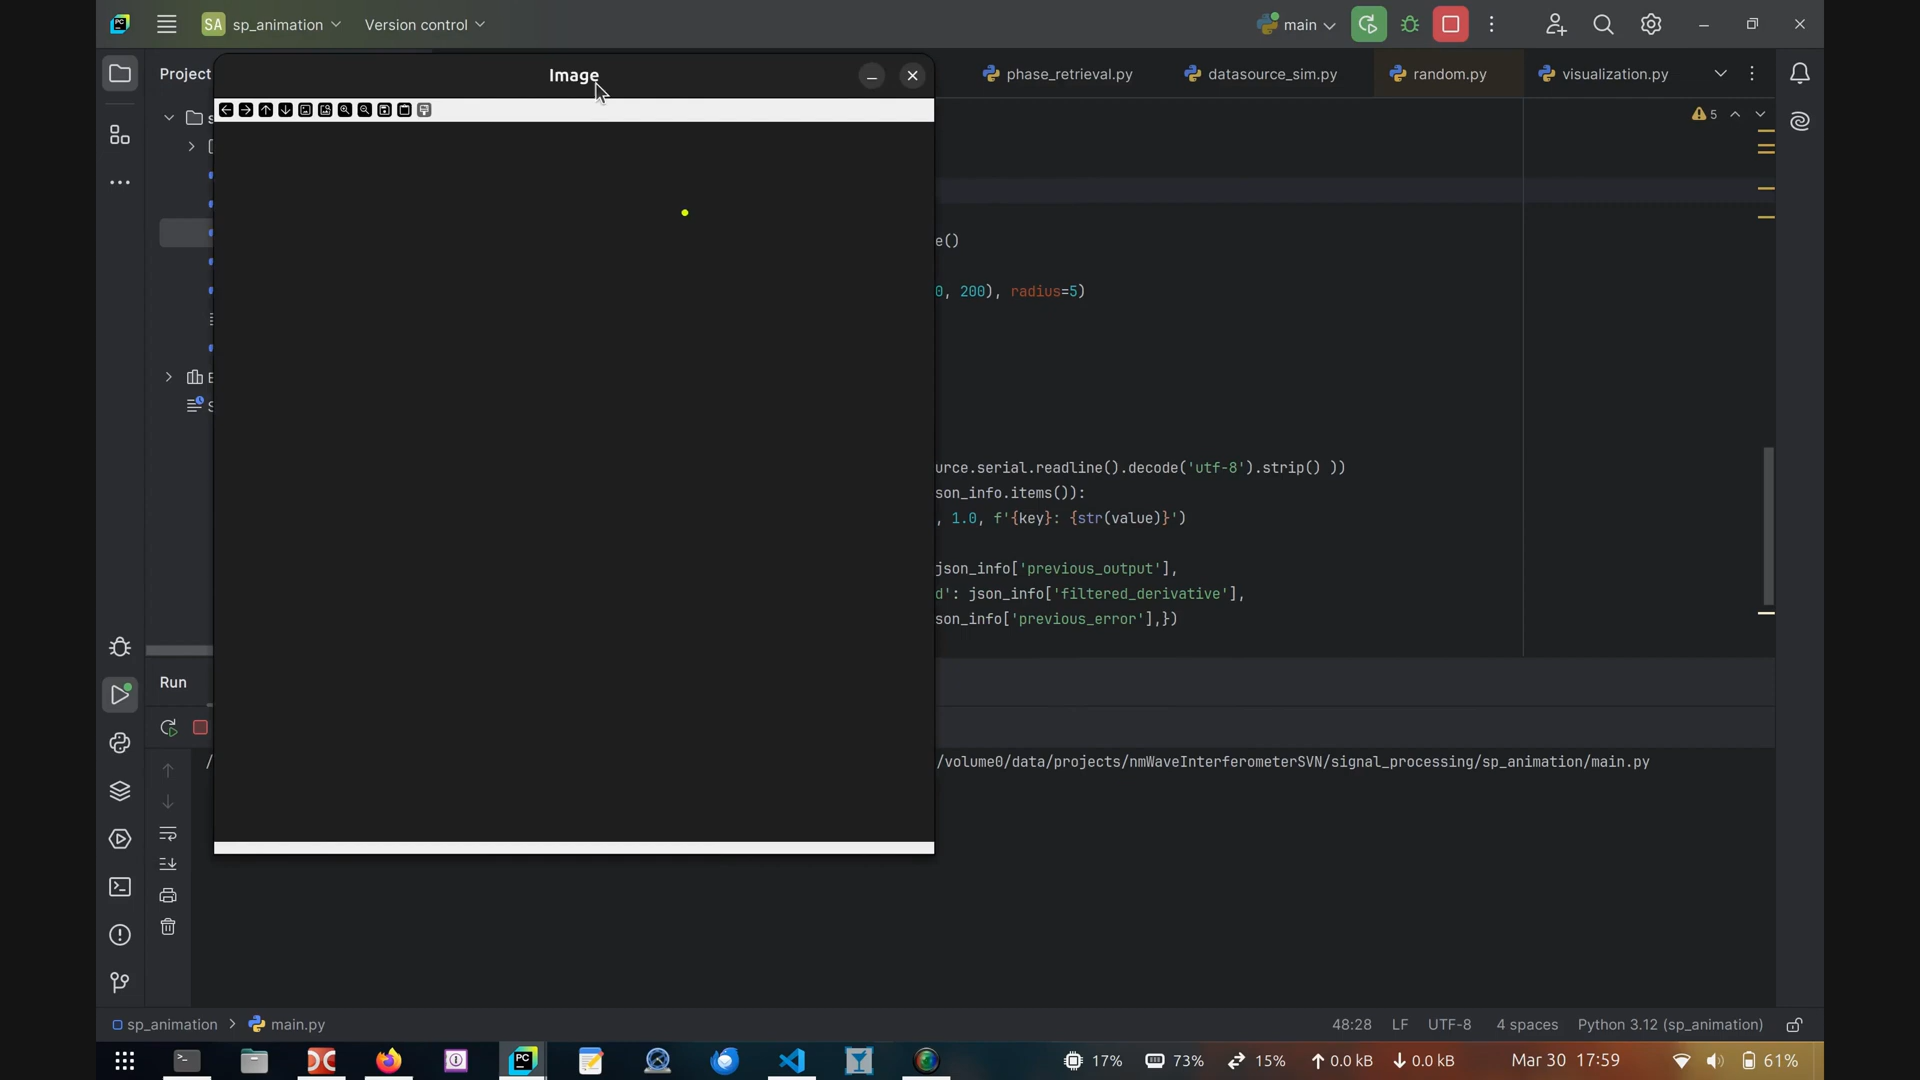 SA sp_animation Version control main
Project
Image
phase_retrieval.py datasource_sim.py random.py visualization.py
5
e()
0, 200), radius=5)
urce.serial.readline().decode('utf-8').strip() ))
son_info.items()):
, 1.0, f'{key}: {str(value)}')
json_info['previous_output'],
d': json_info['filtered_derivative'],
son_info['previous_error'],})
Run
/volume0/data/projects/nmWaveInterferometerSVN/signal_processing/sp_animation/main.py
sp_animation > main.py 48:28 LF UTF-8 4 spaces Python 3.12 (sp_animation)
17% 73% 15% 0.0 kB 0.0 kB Mar 30 17:59 61%